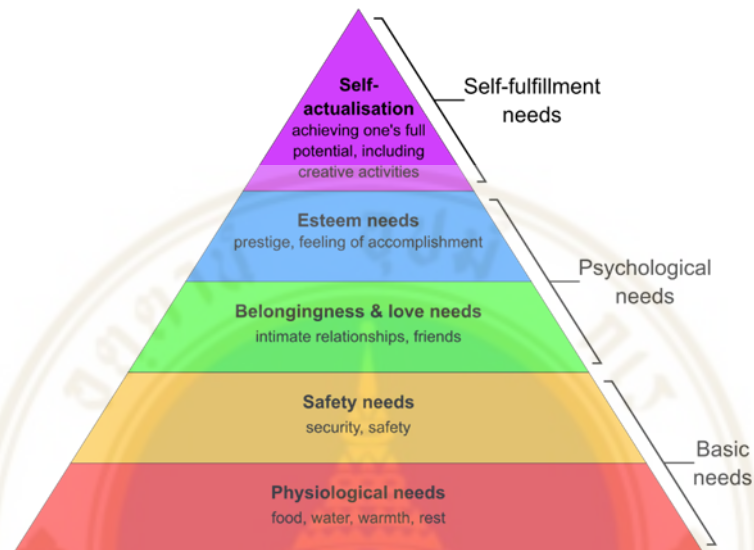 Self-
actualisation
achieving one's full
potential, including
creative activities
Self-fulfillment
needs
Esteem needs
prestige, feeling of accomplishment
Psychological
needs
Belongingness & love needs
intimate relationships, friends
Safety needs
security, safety
Basic
needs
Physiological needs
food, water, warmth, rest